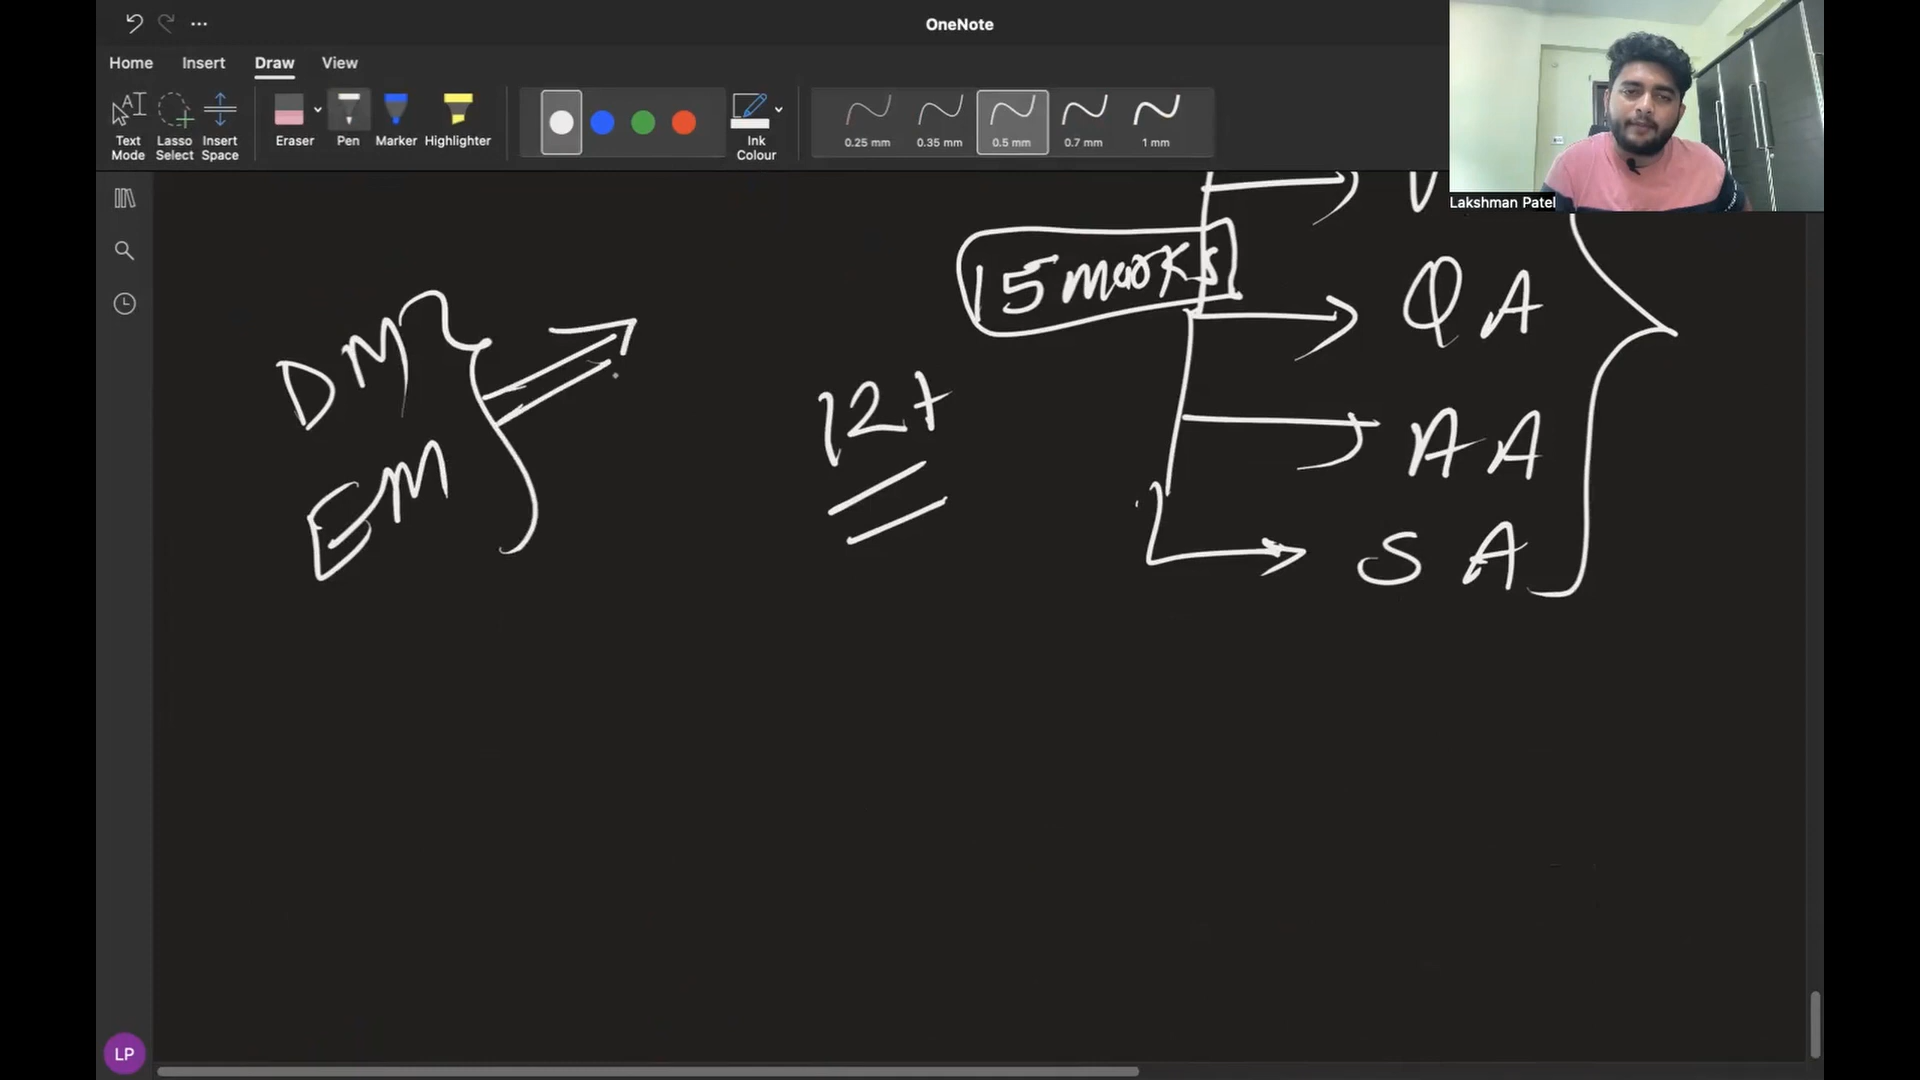 OneNote
Home Insert Draw View
Text Mode
Lasso Select
Insert Space
Eraser
Pen
Marker
Highlighter
Ink Colour
0.25 mm
0.35 mm
0.5 mm
0.7 mm
1 mm
Lakshman Patel
15 marks
QA
DM
12+
AA
EM
SA
LP